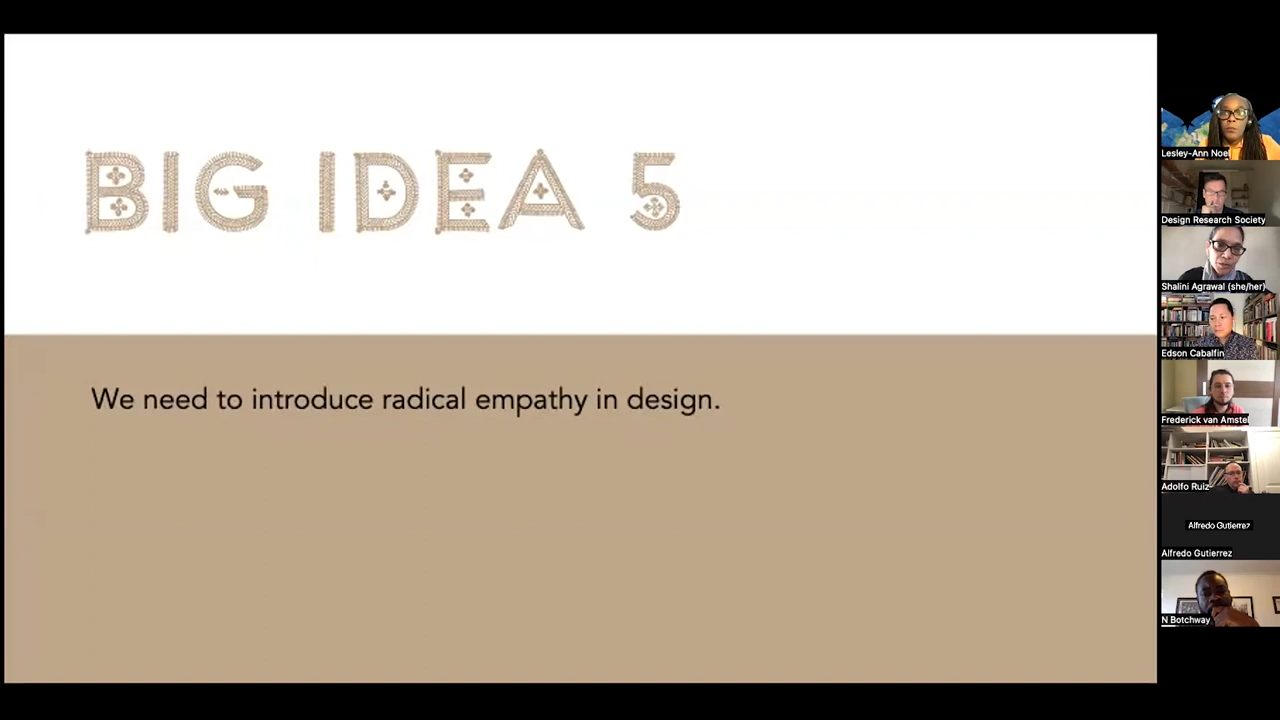 BIG IDEA 5
We need to introduce radical empathy in design.
Lesley-Ann Noel
Design Research Society
Shalini Agrawal (she/her)
Edson Cabalfin
Frederick van Amstel
Adolfo Ruiz
Alfredo Gutierrez
Alfredo Gutierrez
N Botchway